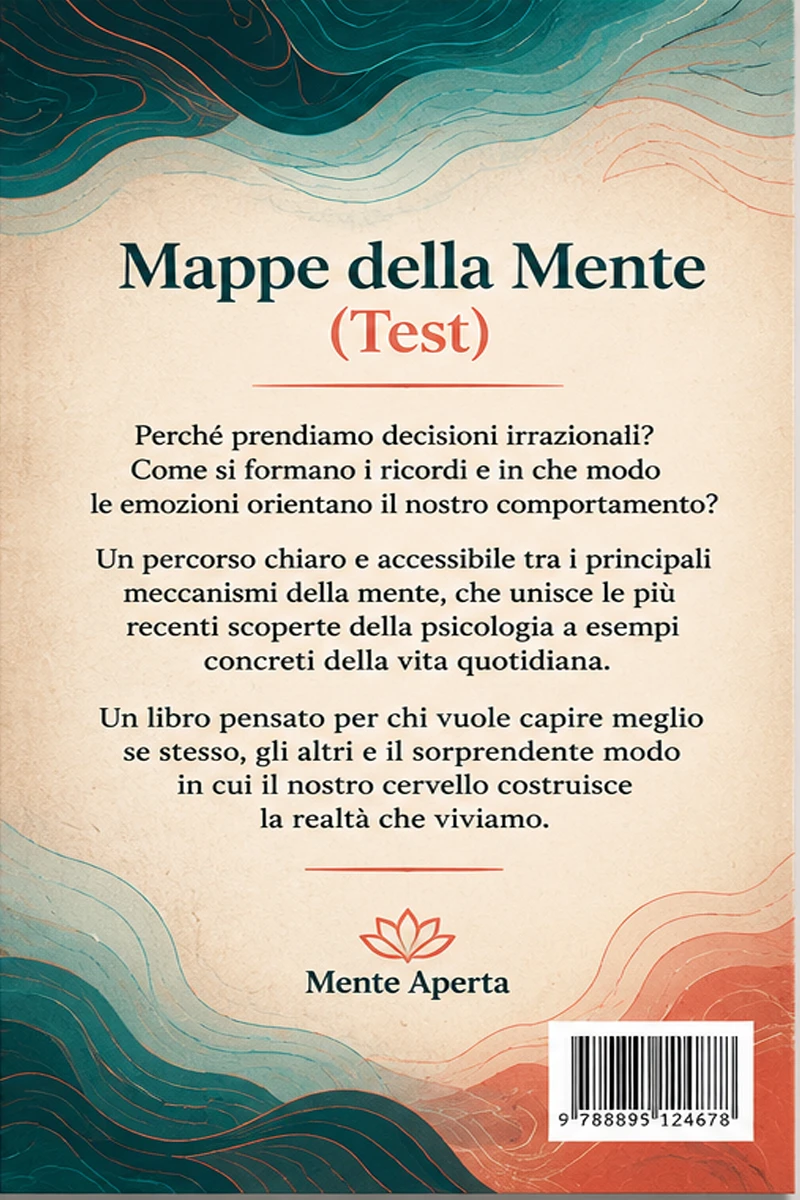 Mappe della Mente
(Test)
Perché prendiamo decisioni irrazionali?
Come si formano i ricordi e in che modo
le emozioni orientano il nostro comportamento?
Un percorso chiaro e accessibile tra i principali
meccanismi della mente, che unisce le più
recenti scoperte della psicologia a esempi
concreti della vita quotidiana.
Un libro pensato per chi vuole capire meglio
se stesso, gli altri e il sorprendente modo
in cui il nostro cervello costruisce
la realtà che viviamo.
Mente Aperta
9 788895 124678